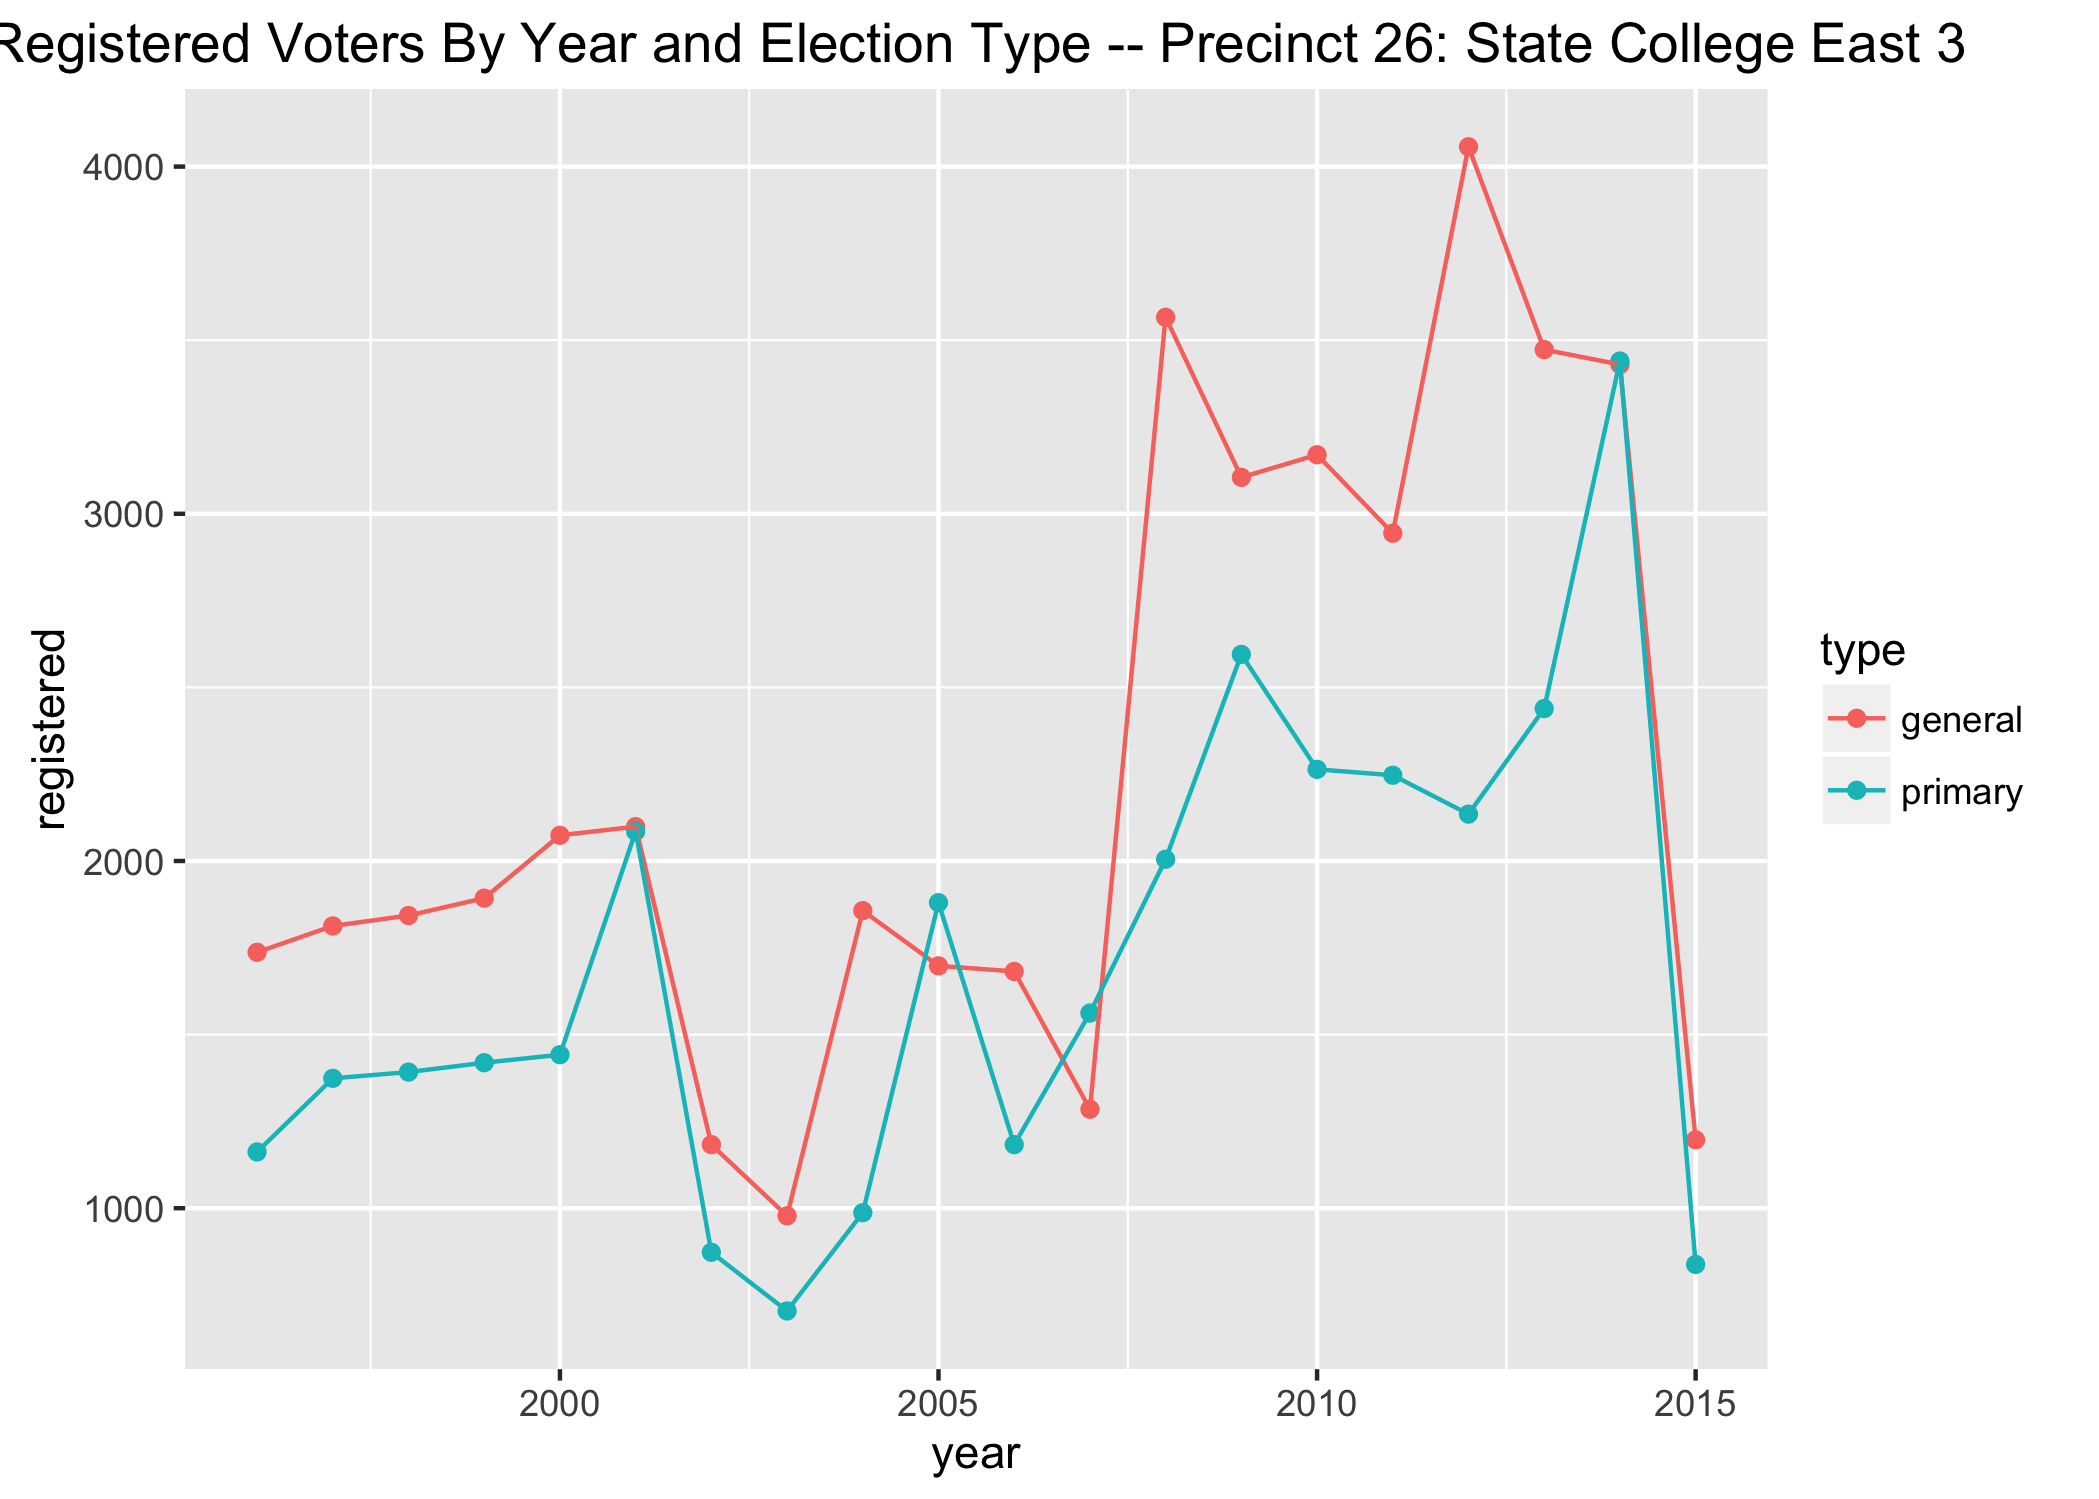 Registered Voters By Year and Election Type -- Precinct 26: State College East 3
4000
3000
2000
1000
registered
2000
2005
2010
2015
year
type
general
primary